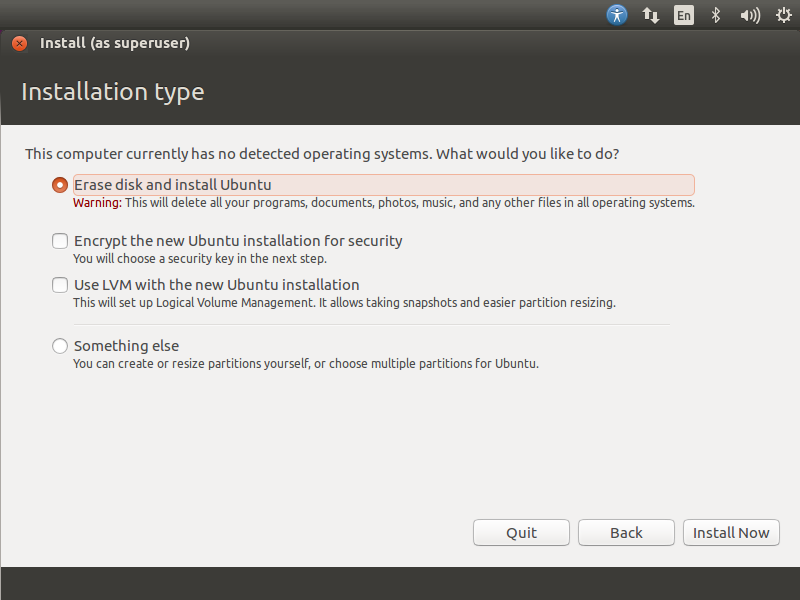 En
Install (as superuser)
Installation type
This computer currently has no detected operating systems. What would you like to do?
Erase disk and install Ubuntu
Warning: This will delete all your programs, documents, photos, music, and any other files in all operating systems.
Encrypt the new Ubuntu installation for security
You will choose a security key in the next step.
Use LVM with the new Ubuntu installation
This will set up Logical Volume Management. It allows taking snapshots and easier partition resizing.
Something else
You can create or resize partitions yourself, or choose multiple partitions for Ubuntu.
Quit Back Install Now